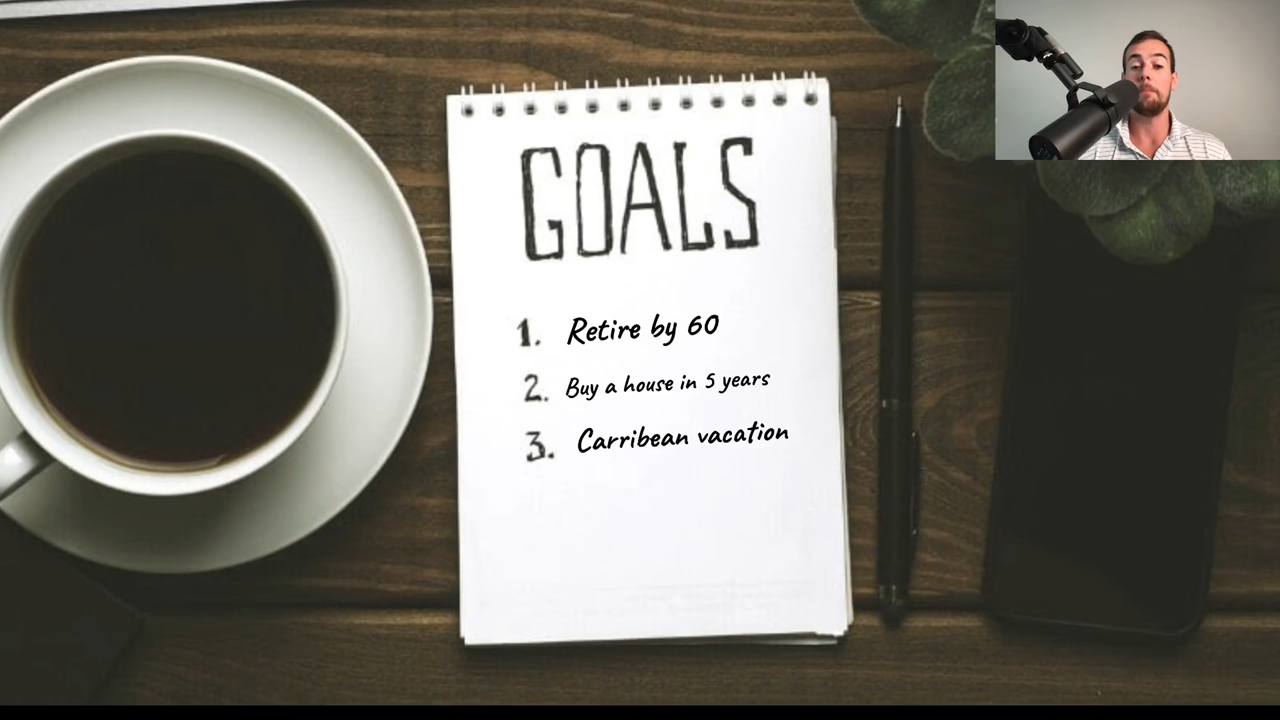 GOALS
1. Retire by 60
2. Buy a house in 5 years
3. Carribean vacation